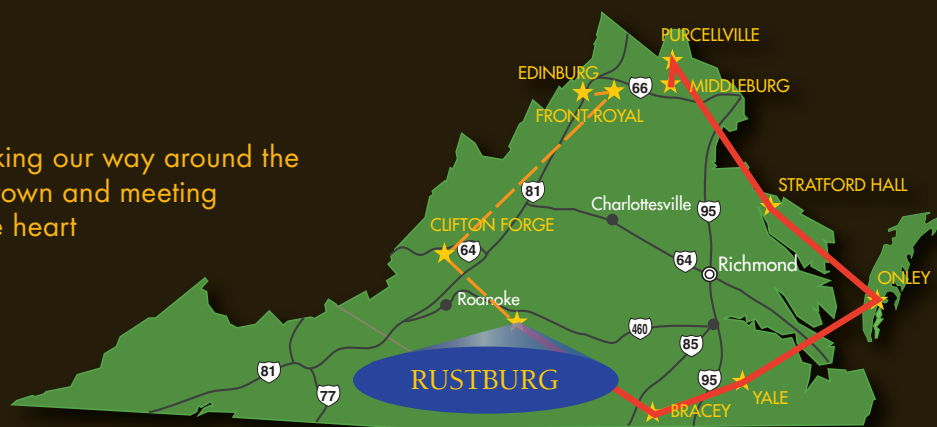 PURCELLVILLE
EDINBURG
66
MIDDLEBURG
FRONT ROYAL
king our way around the
own and meeting
e heart
81
STRATFORD HALL
Charlottesville
95
CLIFTON FORGE
64
64
Richmond
ONLEY
Roanoke
460
85
81
77
RUSTBURG
95
YALE
BRACEY